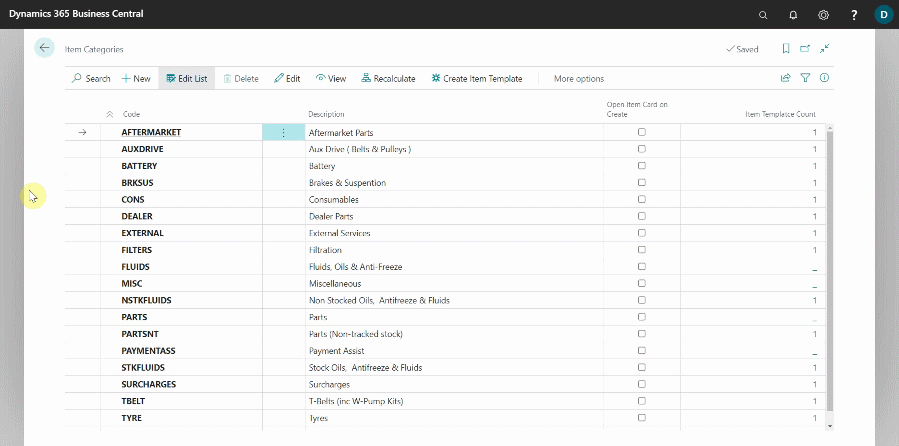 Dynamics 365 Business Central
?
D
Item Categories
Saved
Search
New
Edit List
Delete
Edit
View
Recalculate
Create Item Template
More options
Code
Description
Open Item Card on
Create
Item Templatce Count
AFTERMARKET Aftermarket Parts 1
AUXDRIVE Aux Drive ( Belts & Pulleys ) 1
BATTERY Battery 1
BRKSUS Brakes & Suspention 1
CONS Consumables 1
DEALER Dealer Parts 1
EXTERNAL External Services 1
FILTERS Filtration 1
FLUIDS Fluids, Oils & Anti-Freeze _
MISC Miscellaneous _
NSTKFLUIDS Non Stocked Oils, Antifreeze & Fluids 1
PARTS Parts _
PARTSNT Parts (Non-tracked stock) 1
PAYMENTASS Payment Assist _
STKFLUIDS Stock Oils, Antifreeze & Fluids 1
SURCHARGES Surcharges 1
TBELT T-Belts (inc W-Pump Kits) 1
TYRE Tyres 1